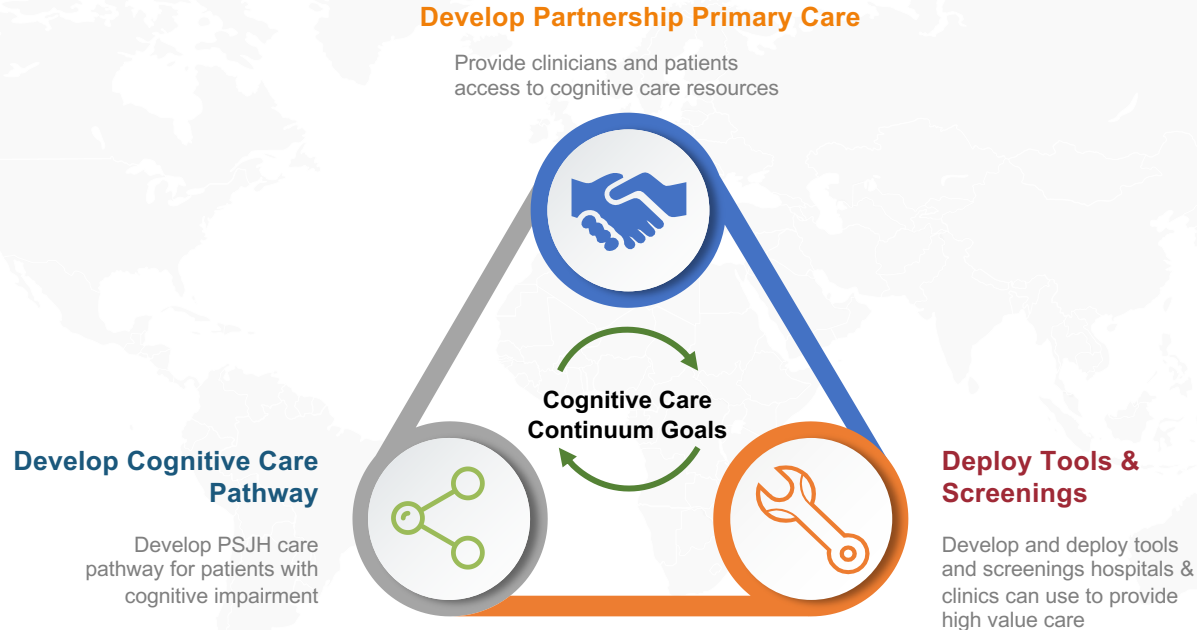 Develop Partnership Primary Care
Provide clinicians and patients
access to cognitive care resources
Cognitive Care
Continuum Goals
Develop Cognitive Care
Pathway
Develop PSJH care
pathway for patients with
cognitive impairment
Deploy Tools &
Screenings
Develop and deploy tools
and screenings hospitals &
clinics can use to provide
high value care